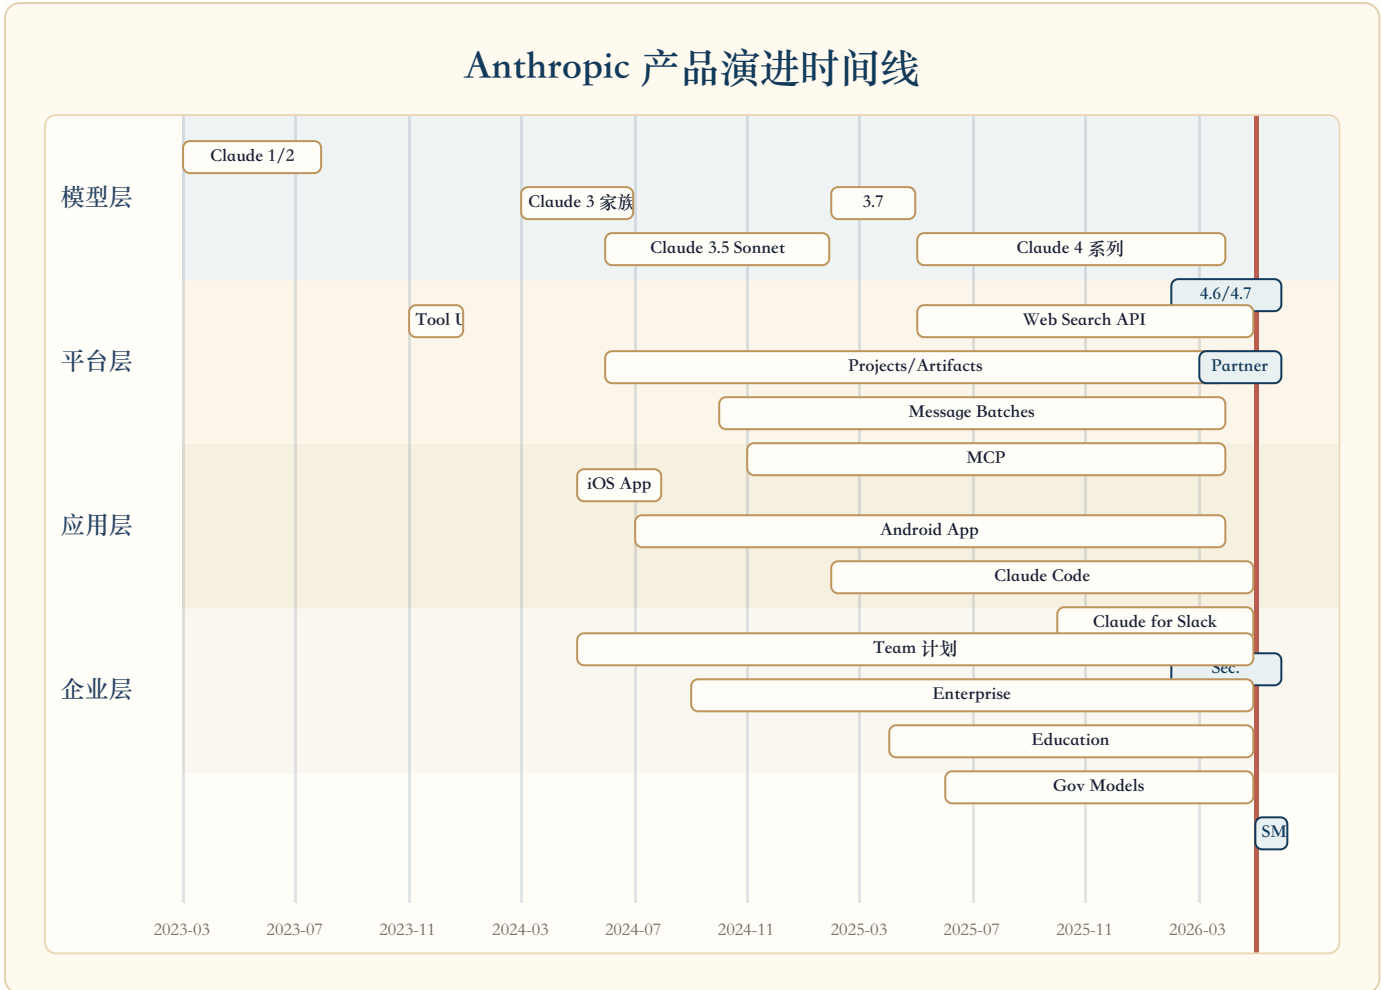 Anthropic 产品演进时间线
模型层
Claude 1/2
Claude 3 家族
3.7
Claude 3.5 Sonnet
Claude 4 系列
4.6/4.7
平台层
Tool U
Web Search API
Projects/Artifacts
Partner
Message Batches
MCP
应用层
iOS App
Android App
Claude Code
Claude for Slack
企业层
Team 计划
Sec.
Enterprise
Education
Gov Models
SM
2023-03
2023-07
2023-11
2024-03
2024-07
2024-11
2025-03
2025-07
2025-11
2026-03